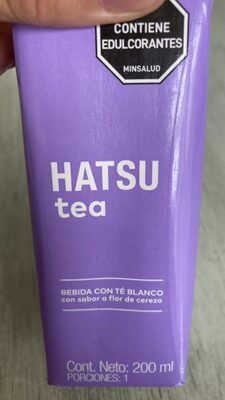 CONTIENE
EDULCORANTES
MINSALUD
HATSU
tea
BEBIDA CON TÉ BLANCO
con sabor a flor de cerezo
Cont. Neto: 200 ml
PORCIONES: 1